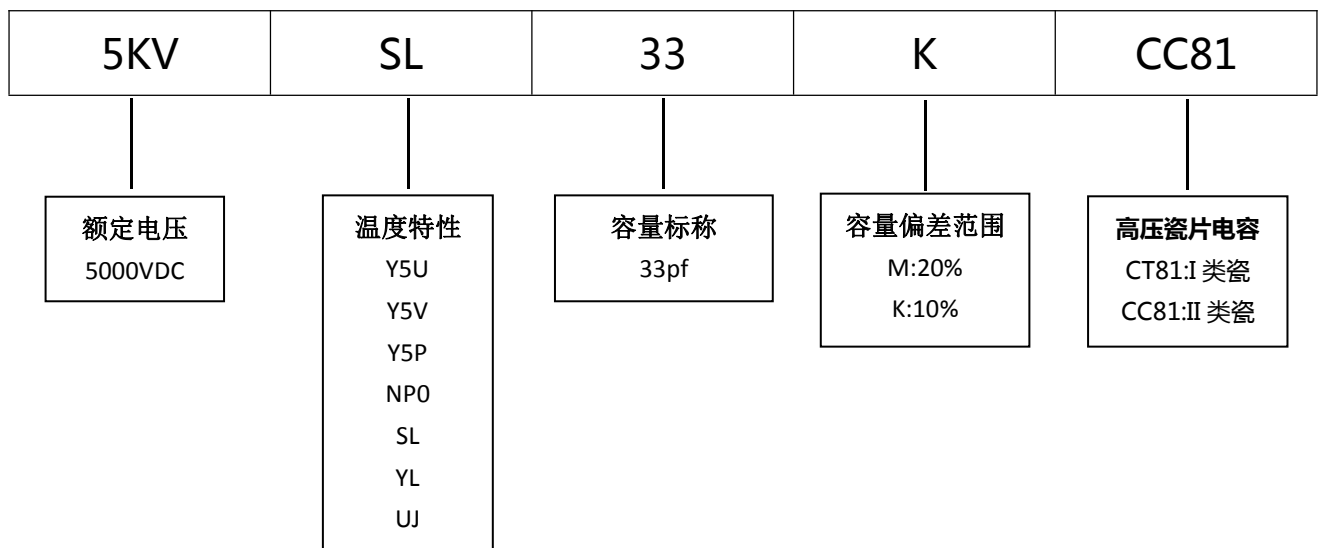 5KV SL 33 K CC81
额定电压
5000VDC
温度特性
Y5U
Y5V
Y5P
NP0
SL
YL
UJ
容量标称
33pf
容量偏差范围
M:20%
K:10%
高压瓷片电容
CT81:I 类瓷
CC81:II 类瓷